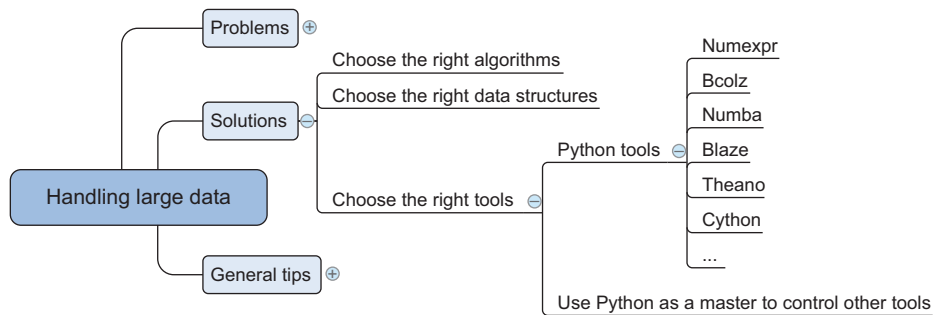 Problems
Handling large data
Solutions
Choose the right algorithms
Choose the right data structures
Choose the right tools
Python tools
Numexpr
Bcolz
Numba
Blaze
Theano
Cython
...
Use Python as a master to control other tools
General tips